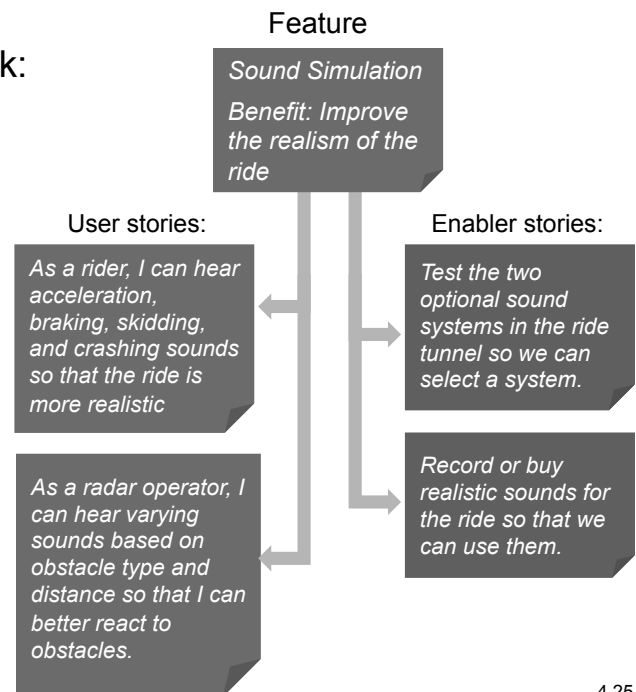 k:
Feature
Sound Simulation
Benefit: Improve
the realism of the
ride
User stories:
As a rider, I can hear
acceleration,
braking, skidding,
and crashing sounds
so that the ride is
more realistic
As a radar operator, I
can hear varying
sounds based on
obstacle type and
distance so that I can
better react to
obstacles.
Enabler stories:
Test the two
optional sound
systems in the ride
tunnel so we can
select a system.
Record or buy
realistic sounds for
the ride so that we
can use them.
4.25